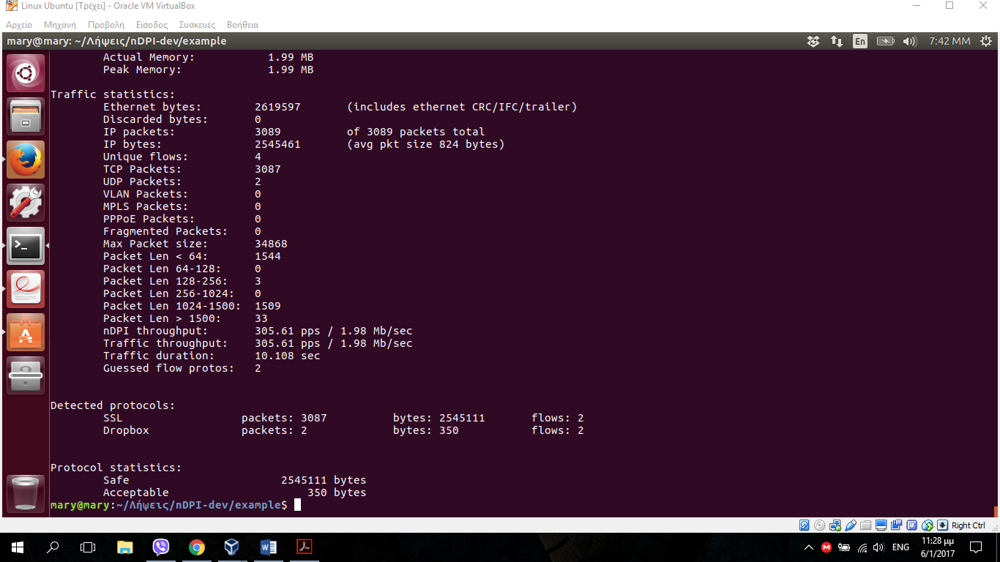 Linux Ubuntu [Τρέχει] - Oracle VM VirtualBox
Αρχείο Μηχανή Προβολή Είσοδος Συσκευές Βοήθεια
mary@mary: ~/Λήψεις/nDPI-dev/example En 7:42 ΜΜ
Actual Memory: 1.99 MB
Peak Memory: 1.99 MB
Traffic statistics:
Ethernet bytes: 2619597 (includes ethernet CRC/IFC/trailer)
Discarded bytes: 0
IP packets: 3089 of 3089 packets total
IP bytes: 2545461 (avg pkt size 824 bytes)
Unique flows: 4
TCP Packets: 3087
UDP Packets: 2
VLAN Packets: 0
MPLS Packets: 0
PPPoE Packets: 0
Fragmented Packets: 0
Max Packet size: 34868
Packet Len < 64: 1544
Packet Len 64-128: 0
Packet Len 128-256: 3
Packet Len 256-1024: 0
Packet Len 1024-1500: 1509
Packet Len > 1500: 33
nDPI throughput: 305.61 pps / 1.98 Mb/sec
Traffic throughput: 305.61 pps / 1.98 Mb/sec
Traffic duration: 10.108 sec
Guessed flow protos: 2
Detected protocols:
SSL packets: 3087 bytes: 2545111 flows: 2
Dropbox packets: 2 bytes: 350 flows: 2
Protocol statistics:
Safe 2545111 bytes
Acceptable 350 bytes
mary@mary:~/Λήψεις/nDPI-dev/example$
Right Ctrl
ENG 11:28 μμ
6/1/2017